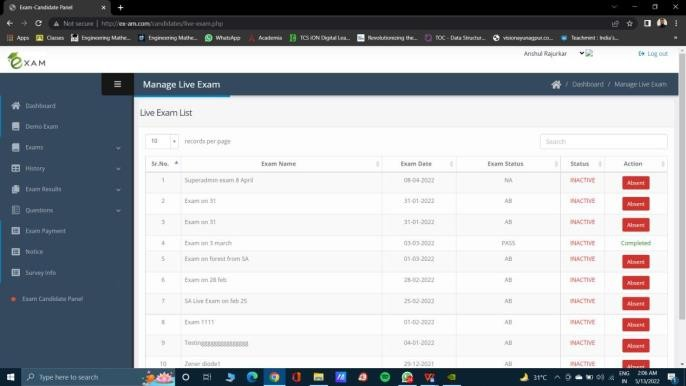 Exam-Candidate Panel
Not secure | http://ex-am.com/candidates/live-exam.php
Apps Classes Engineering Mathe... Engineering Mathe... WhatsApp Academia TCS iON Digital Lea... Revolutionizing the... TOC - Data Structur... visionayunagpur.co... Teachmint : India's...
EXAM
Anshul Rajurkar Log out
Manage Live Exam
Dashboard / Manage Live Exam
Dashboard
Demo Exam
Exams
History
Exam Results
Questions
Exam Payment
Notice
Survey Info
Exam Candidate Panel
Live Exam List
10 records per page Search
Sr.No. Exam Name Exam Date Exam Status Status Action
1 Superadmin exam 8 April 08-04-2022 NA INACTIVE Absent
2 Exam on 31 31-01-2022 AB INACTIVE Absent
3 Exam on 31 31-01-2022 AB INACTIVE Absent
4 Exam on 3 march 03-03-2022 PASS INACTIVE Completed
5 Exam on forest from SA 01-03-2022 AB INACTIVE Absent
6 Exam on 28 feb 28-02-2022 AB INACTIVE Absent
7 SA Live Exam on feb 25 25-02-2022 AB INACTIVE Absent
8 Exam 1111 01-02-2022 AB INACTIVE Absent
9 04-01-2022 AB INACTIVE Absent
10 Zener diode1 29-12-2021 AB INACTIVE Absent
Type here to search
31°C ENG IN 2:06 AM 5/13/2022